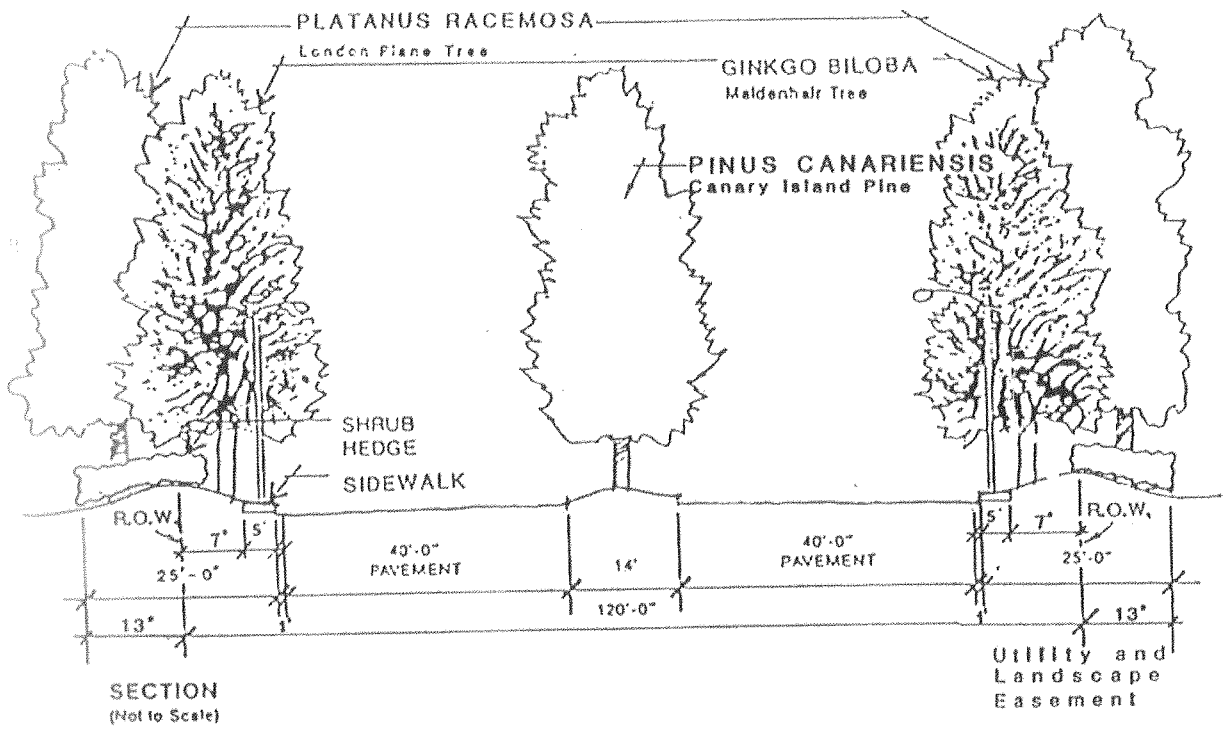 PLATANUS RACEMOSA
London Plane Tree
GINKGO BILOBA
Maidenhair Tree
PINUS CANARIENSIS
Canary Island Pine
SHRUB
HEDGE
SIDEWALK
R.O.W.
7"
5'
40'-0"
PAVEMENT
14'
40'-0"
PAVEMENT
5'
7"
R.O.W.
25'-0"
25'-0"
120'-0"
13"
1'
1'
13"
Utility and
Landscape
Easement
SECTION
(Not to Scale)